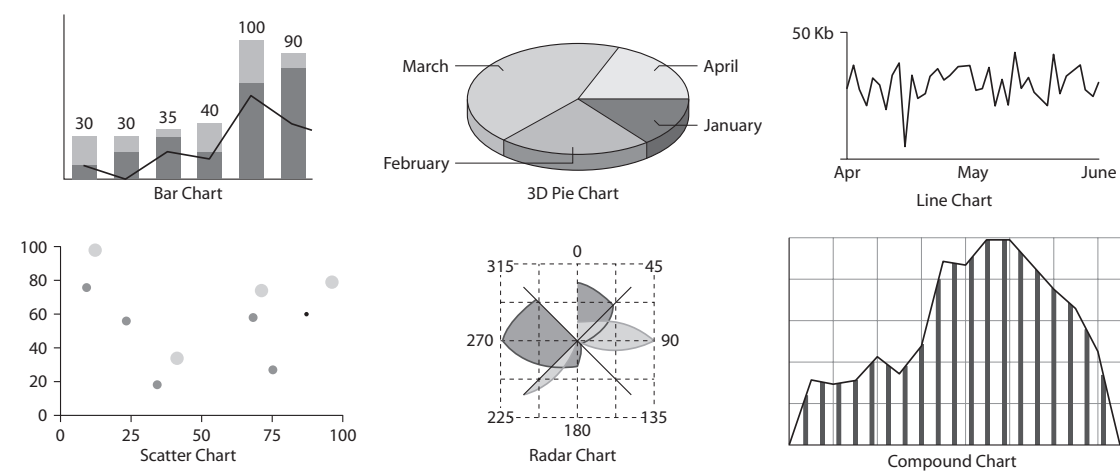 30
30
35
40
100
90
Bar Chart
March
April
January
February
3D Pie Chart
50 Kb
Apr
May
June
Line Chart
100
80
60
40
20
0
0
25
50
75
100
Scatter Chart
0
315
45
270
90
225
135
180
Radar Chart
Compound Chart